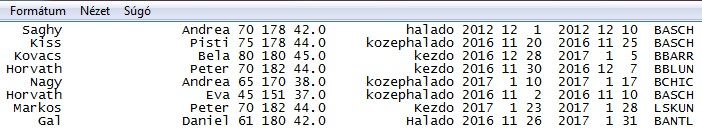 Formátum Nézet Súgó
Saghy Andrea 70 178 42.0 halado 2012 12 1 2012 12 10 BASCH
Kiss Pisti 75 178 44.0 kozephalado 2016 11 20 2016 11 25 BASCH
Kovacs Bela 80 180 45.0 kezdo 2016 12 28 2017 1 5 BBARR
Horvath Peter 70 182 44.0 kezdo 2016 11 30 2016 12 7 BBLUN
Nagy Andrea 65 170 38.0 kozephalado 2017 1 10 2017 1 17 BCHIC
Horvath Eva 45 151 37.0 kozephalado 2016 11 2 2016 11 10 BASCH
Markos Peter 70 182 44.0 Kezdo 2017 1 23 2017 1 28 LSKUN
Gal Daniel 61 180 42.0 Halado 2016 11 26 2017 1 31 BANTL